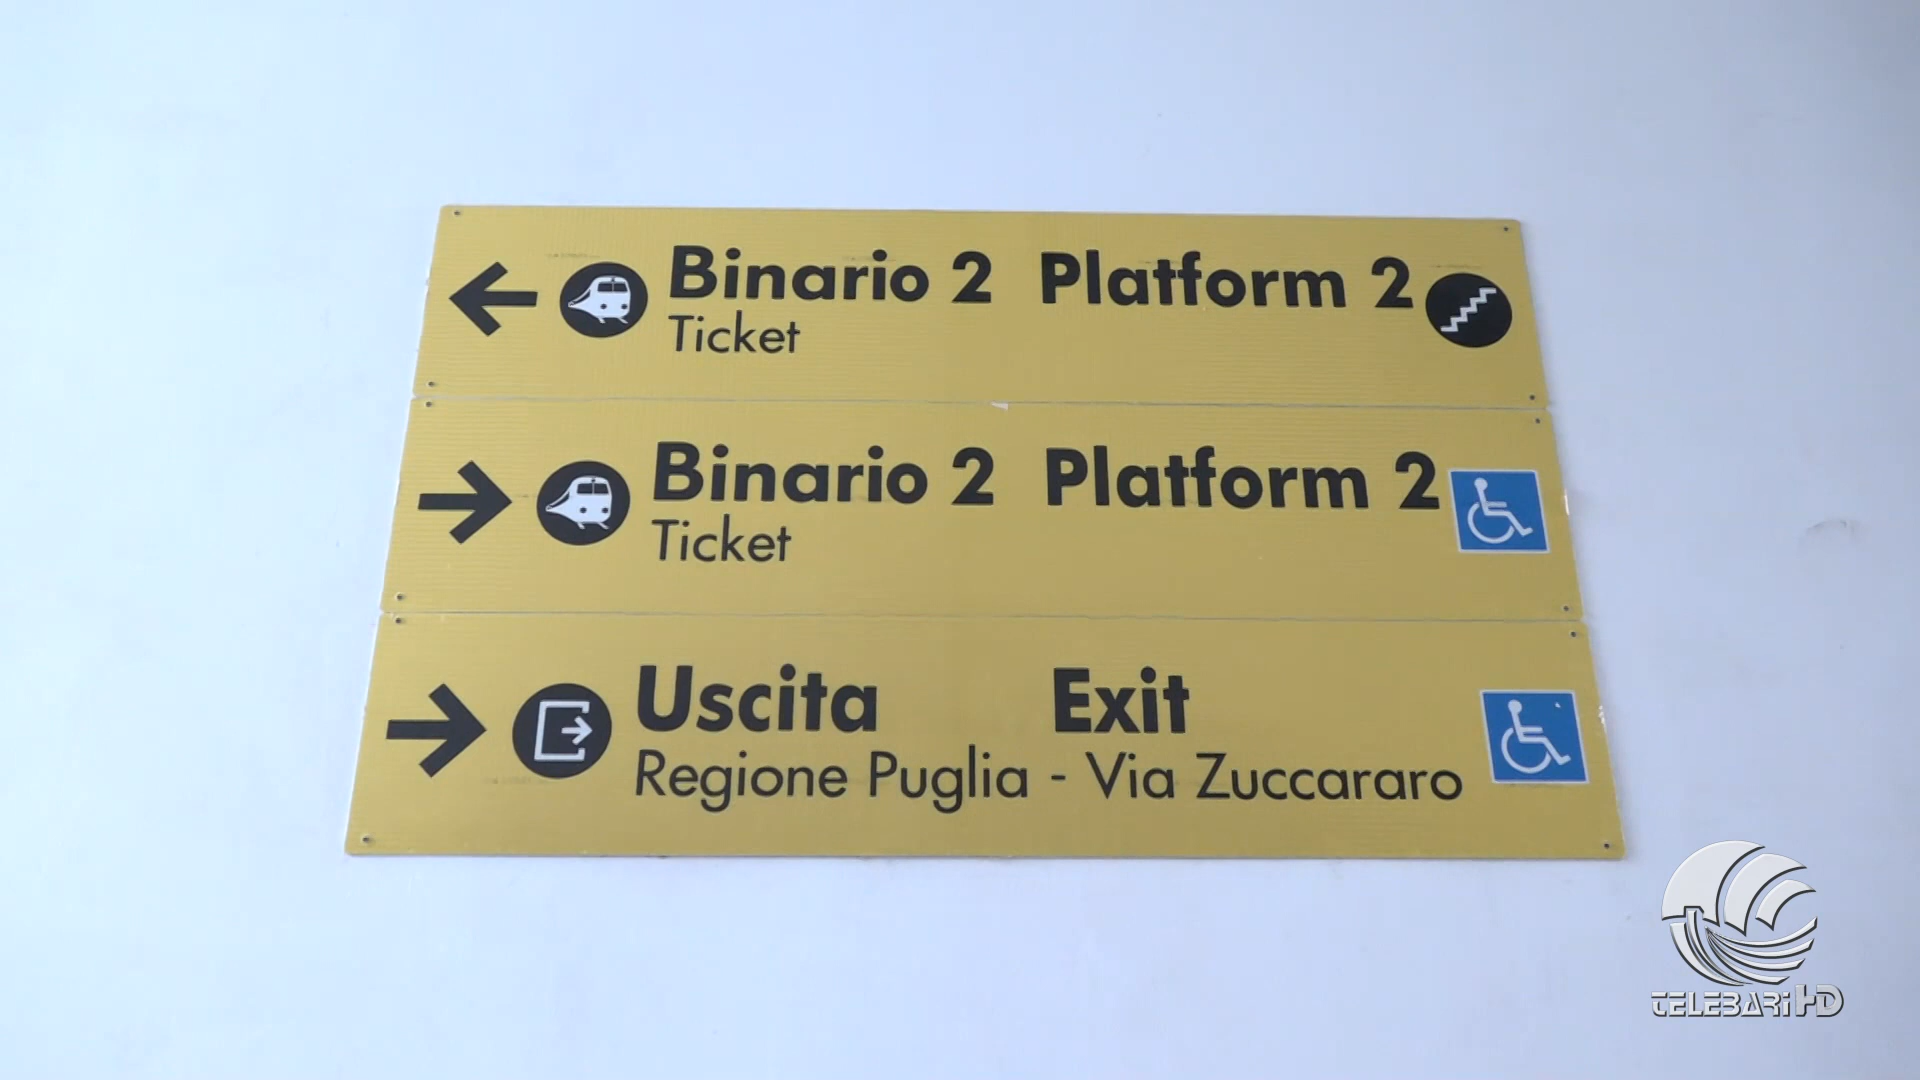 Binario 2 Platform 2
Ticket
Binario 2 Platform 2
Ticket
Uscita Exit
Regione Puglia - Via Zuccararo
TELEBARI HD